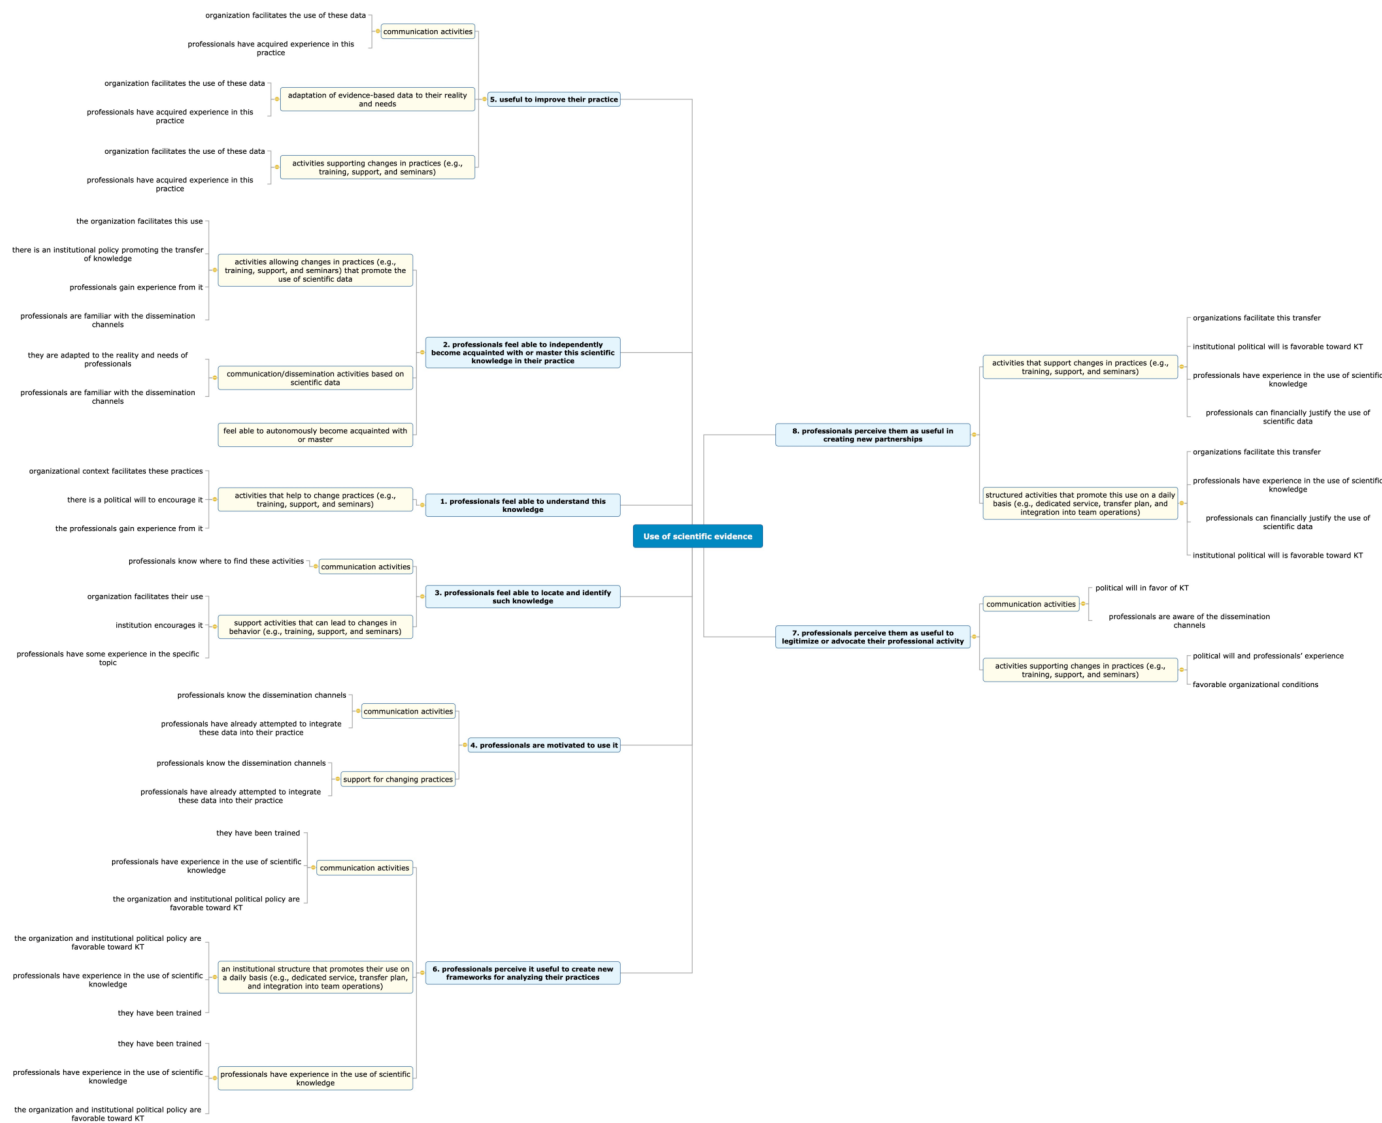 organization facilitates the use of these data
communication activities
professionals have acquired experience in this
practice
organization facilitates the use of these data
adaptation of evidence-based data to their reality
and needs
5. useful to improve their practice
professionals have acquired experience in this
practice
organization facilitates the use of these data
activities supporting changes in practices (e.g.,
training, support, and seminars)
professionals have acquired experience in this
practice
the organization facilitates this use
there is an institutional policy promoting the transfer
of knowledge
activities allowing changes in practices (e.g.,
training, support, and seminars) that promote the
use of scientific data
professionals gain experience from it
professionals are familiar with the dissemination
channels
2. professionals feel able to independently
become acquainted with or master this scientific
knowledge in their practice
they are adapted to the reality and needs of
professionals
communication/dissemination activities based on
scientific data
professionals are familiar with the dissemination
channels
feel able to autonomously become acquainted with
or master
organizational context facilitates these practices
there is a political will to encourage it
activities that help to change practices (e.g.,
training, support, and seminars)
1. professionals feel able to understand this
knowledge
the professionals gain experience from it
Use of scientific evidence
professionals know where to find these activities
communication activities
3. professionals feel able to locate and identify
such knowledge
organization facilitates their use
institution encourages it
support activities that can lead to changes in
behavior (e.g., training, support, and seminars)
professionals have some experience in the specific
topic
professionals know the dissemination channels
communication activities
professionals have already attempted to integrate
these data into their practice
4. professionals are motivated to use it
professionals know the dissemination channels
support for changing practices
professionals have already attempted to integrate
these data into their practice
they have been trained
professionals have experience in the use of scientific
knowledge
communication activities
the organization and institutional political policy are
favorable toward KT
the organization and institutional political policy are
favorable toward KT
professionals have experience in the use of scientific
knowledge
an institutional structure that promotes their use on
a daily basis (e.g., dedicated service, transfer plan,
and integration into team operations)
6. professionals perceive it useful to create new
frameworks for analyzing their practices
they have been trained
they have been trained
professionals have experience in the use of scientific
knowledge
professionals have experience in the use of scientific
knowledge
the organization and institutional political policy are
favorable toward KT
organizations facilitate this transfer
institutional political will is favorable toward KT
activities that support changes in practices (e.g.,
training, support, and seminars)
professionals have experience in the use of scientific
knowledge
professionals can financially justify the use of
scientific data
8. professionals perceive them as useful in
creating new partnerships
organizations facilitate this transfer
professionals have experience in the use of scientific
knowledge
structured activities that promote this use on a daily
basis (e.g., dedicated service, transfer plan, and
integration into team operations)
professionals can financially justify the use of
scientific data
institutional political will is favorable toward KT
political will in favor of KT
communication activities
professionals are aware of the dissemination
channels
7. professionals perceive them as useful to
legitimize or advocate their professional activity
political will and professionals' experience
activities supporting changes in practices (e.g.,
training, support, and seminars)
favorable organizational conditions